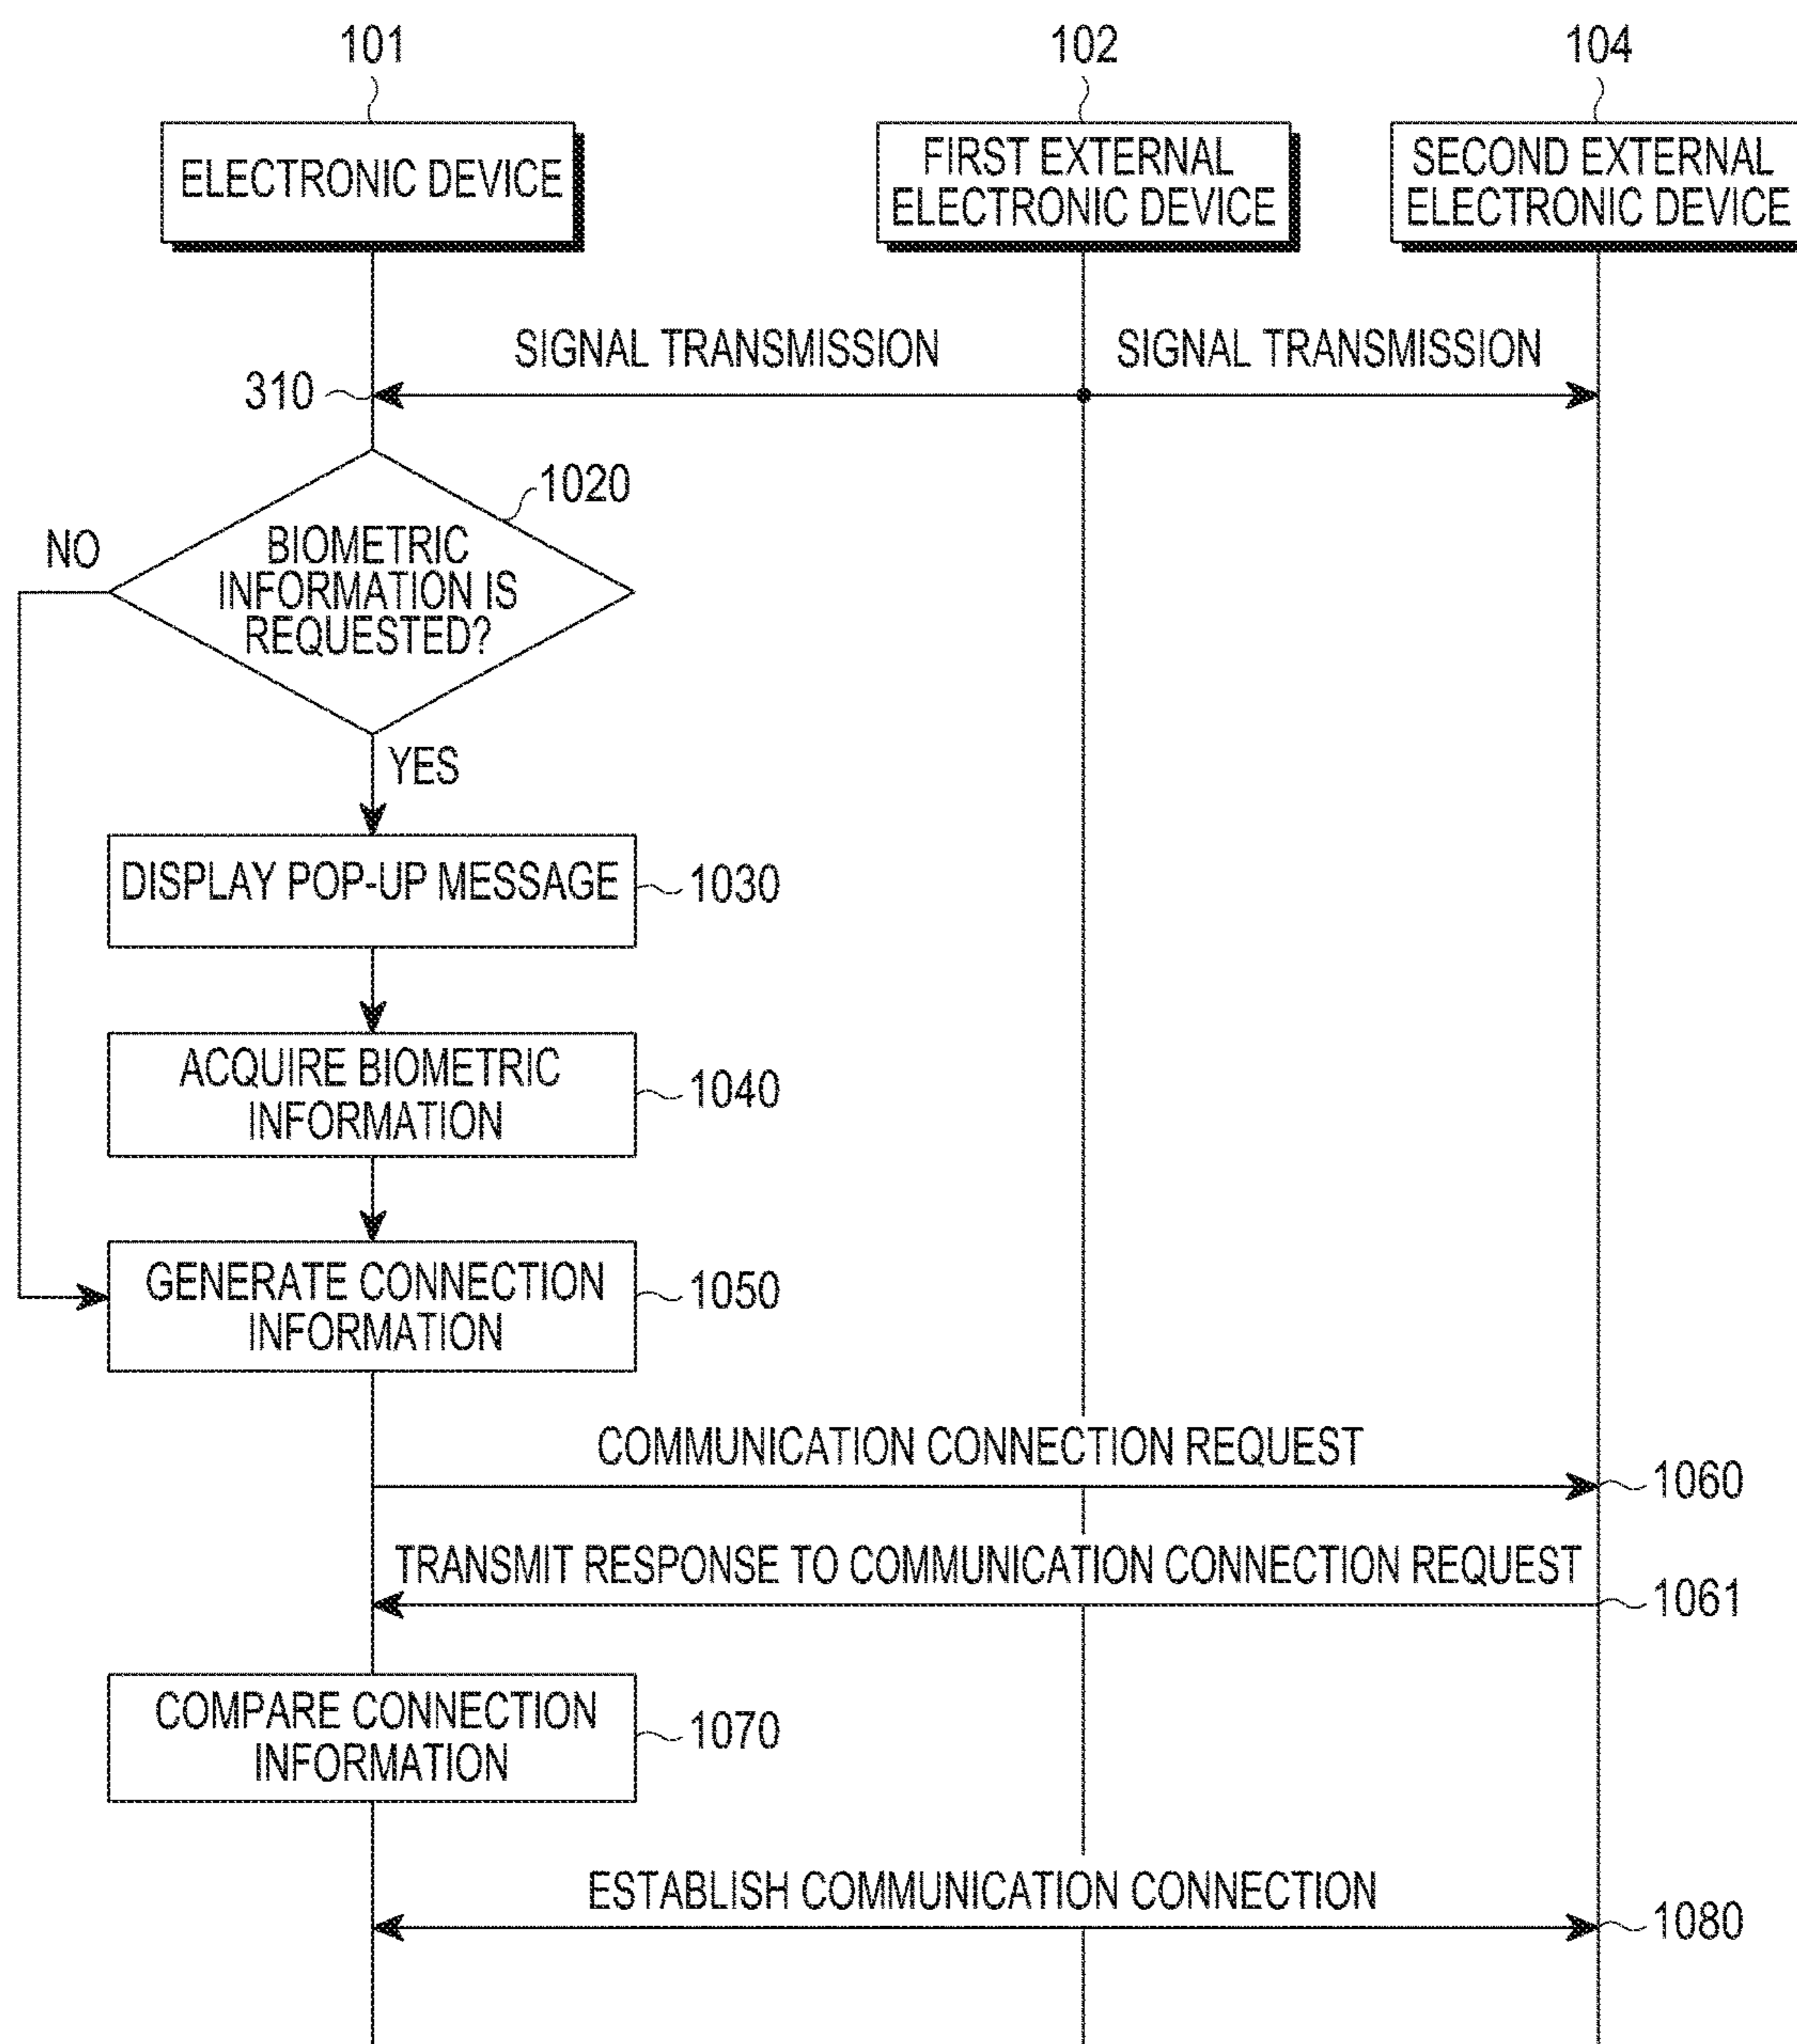 101
102
104
ELECTRONIC DEVICE
FIRST EXTERNAL
ELECTRONIC DEVICE
SECOND EXTERNAL
ELECTRONIC DEVICE
SIGNAL TRANSMISSION
SIGNAL TRANSMISSION
310
1020
NO
BIOMETRIC
INFORMATION IS
REQUESTED?
YES
DISPLAY POP-UP MESSAGE
1030
ACQUIRE BIOMETRIC
INFORMATION
1040
GENERATE CONNECTION
INFORMATION
1050
COMMUNICATION CONNECTION REQUEST
1060
TRANSMIT RESPONSE TO COMMUNICATION CONNECTION REQUEST
1061
COMPARE CONNECTION
INFORMATION
1070
ESTABLISH COMMUNICATION CONNECTION
1080